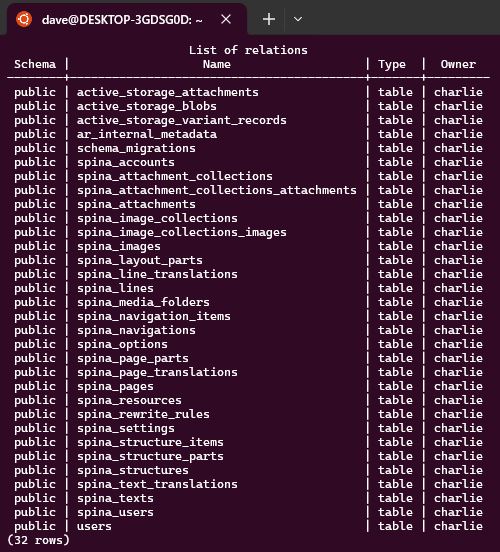 dave@DESKTOP-3GDSG0D: ~
List of relations
Schema | Name | Type | Owner
public | active_storage_attachments | table | charlie
public | active_storage_blobs | table | charlie
public | active_storage_variant_records | table | charlie
public | ar_internal_metadata | table | charlie
public | schema_migrations | table | charlie
public | spina_accounts | table | charlie
public | spina_attachment_collections | table | charlie
public | spina_attachment_collections_attachments | table | charlie
public | spina_attachments | table | charlie
public | spina_image_collections | table | charlie
public | spina_image_collections_images | table | charlie
public | spina_images | table | charlie
public | spina_layout_parts | table | charlie
public | spina_line_translations | table | charlie
public | spina_lines | table | charlie
public | spina_media_folders | table | charlie
public | spina_navigation_items | table | charlie
public | spina_navigations | table | charlie
public | spina_options | table | charlie
public | spina_page_parts | table | charlie
public | spina_page_translations | table | charlie
public | spina_pages | table | charlie
public | spina_resources | table | charlie
public | spina_rewrite_rules | table | charlie
public | spina_settings | table | charlie
public | spina_structure_items | table | charlie
public | spina_structure_parts | table | charlie
public | spina_structures | table | charlie
public | spina_text_translations | table | charlie
public | spina_texts | table | charlie
public | spina_users | table | charlie
public | users | table | charlie
(32 rows)